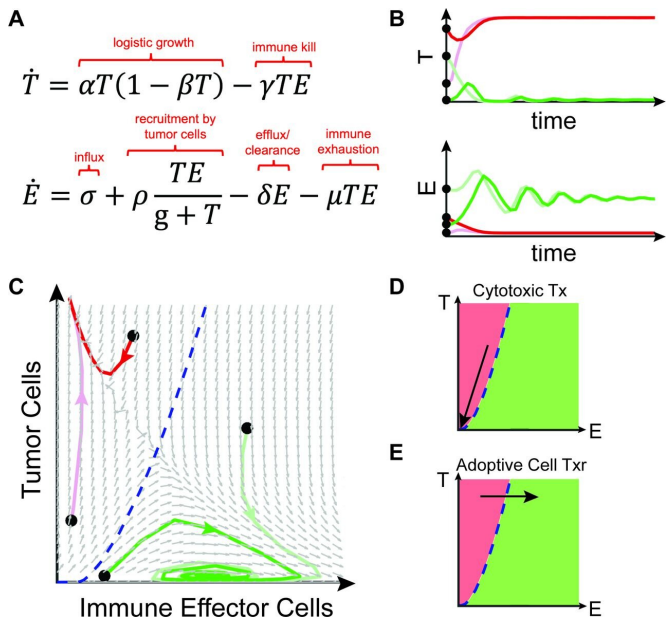 A
logistic growth
immune kill
Ṫ = αT(1 − βT) − γTE
recruitment by
tumor cells
efflux/
clearance
immune
exhaustion
influx
Ė = σ + ρ TE/(g + T) − δE − μTE
B
T
time
E
time
C
Tumor Cells
Immune Effector Cells
D
Cytotoxic Tx
T
E
E
Adoptive Cell Txr
T
E